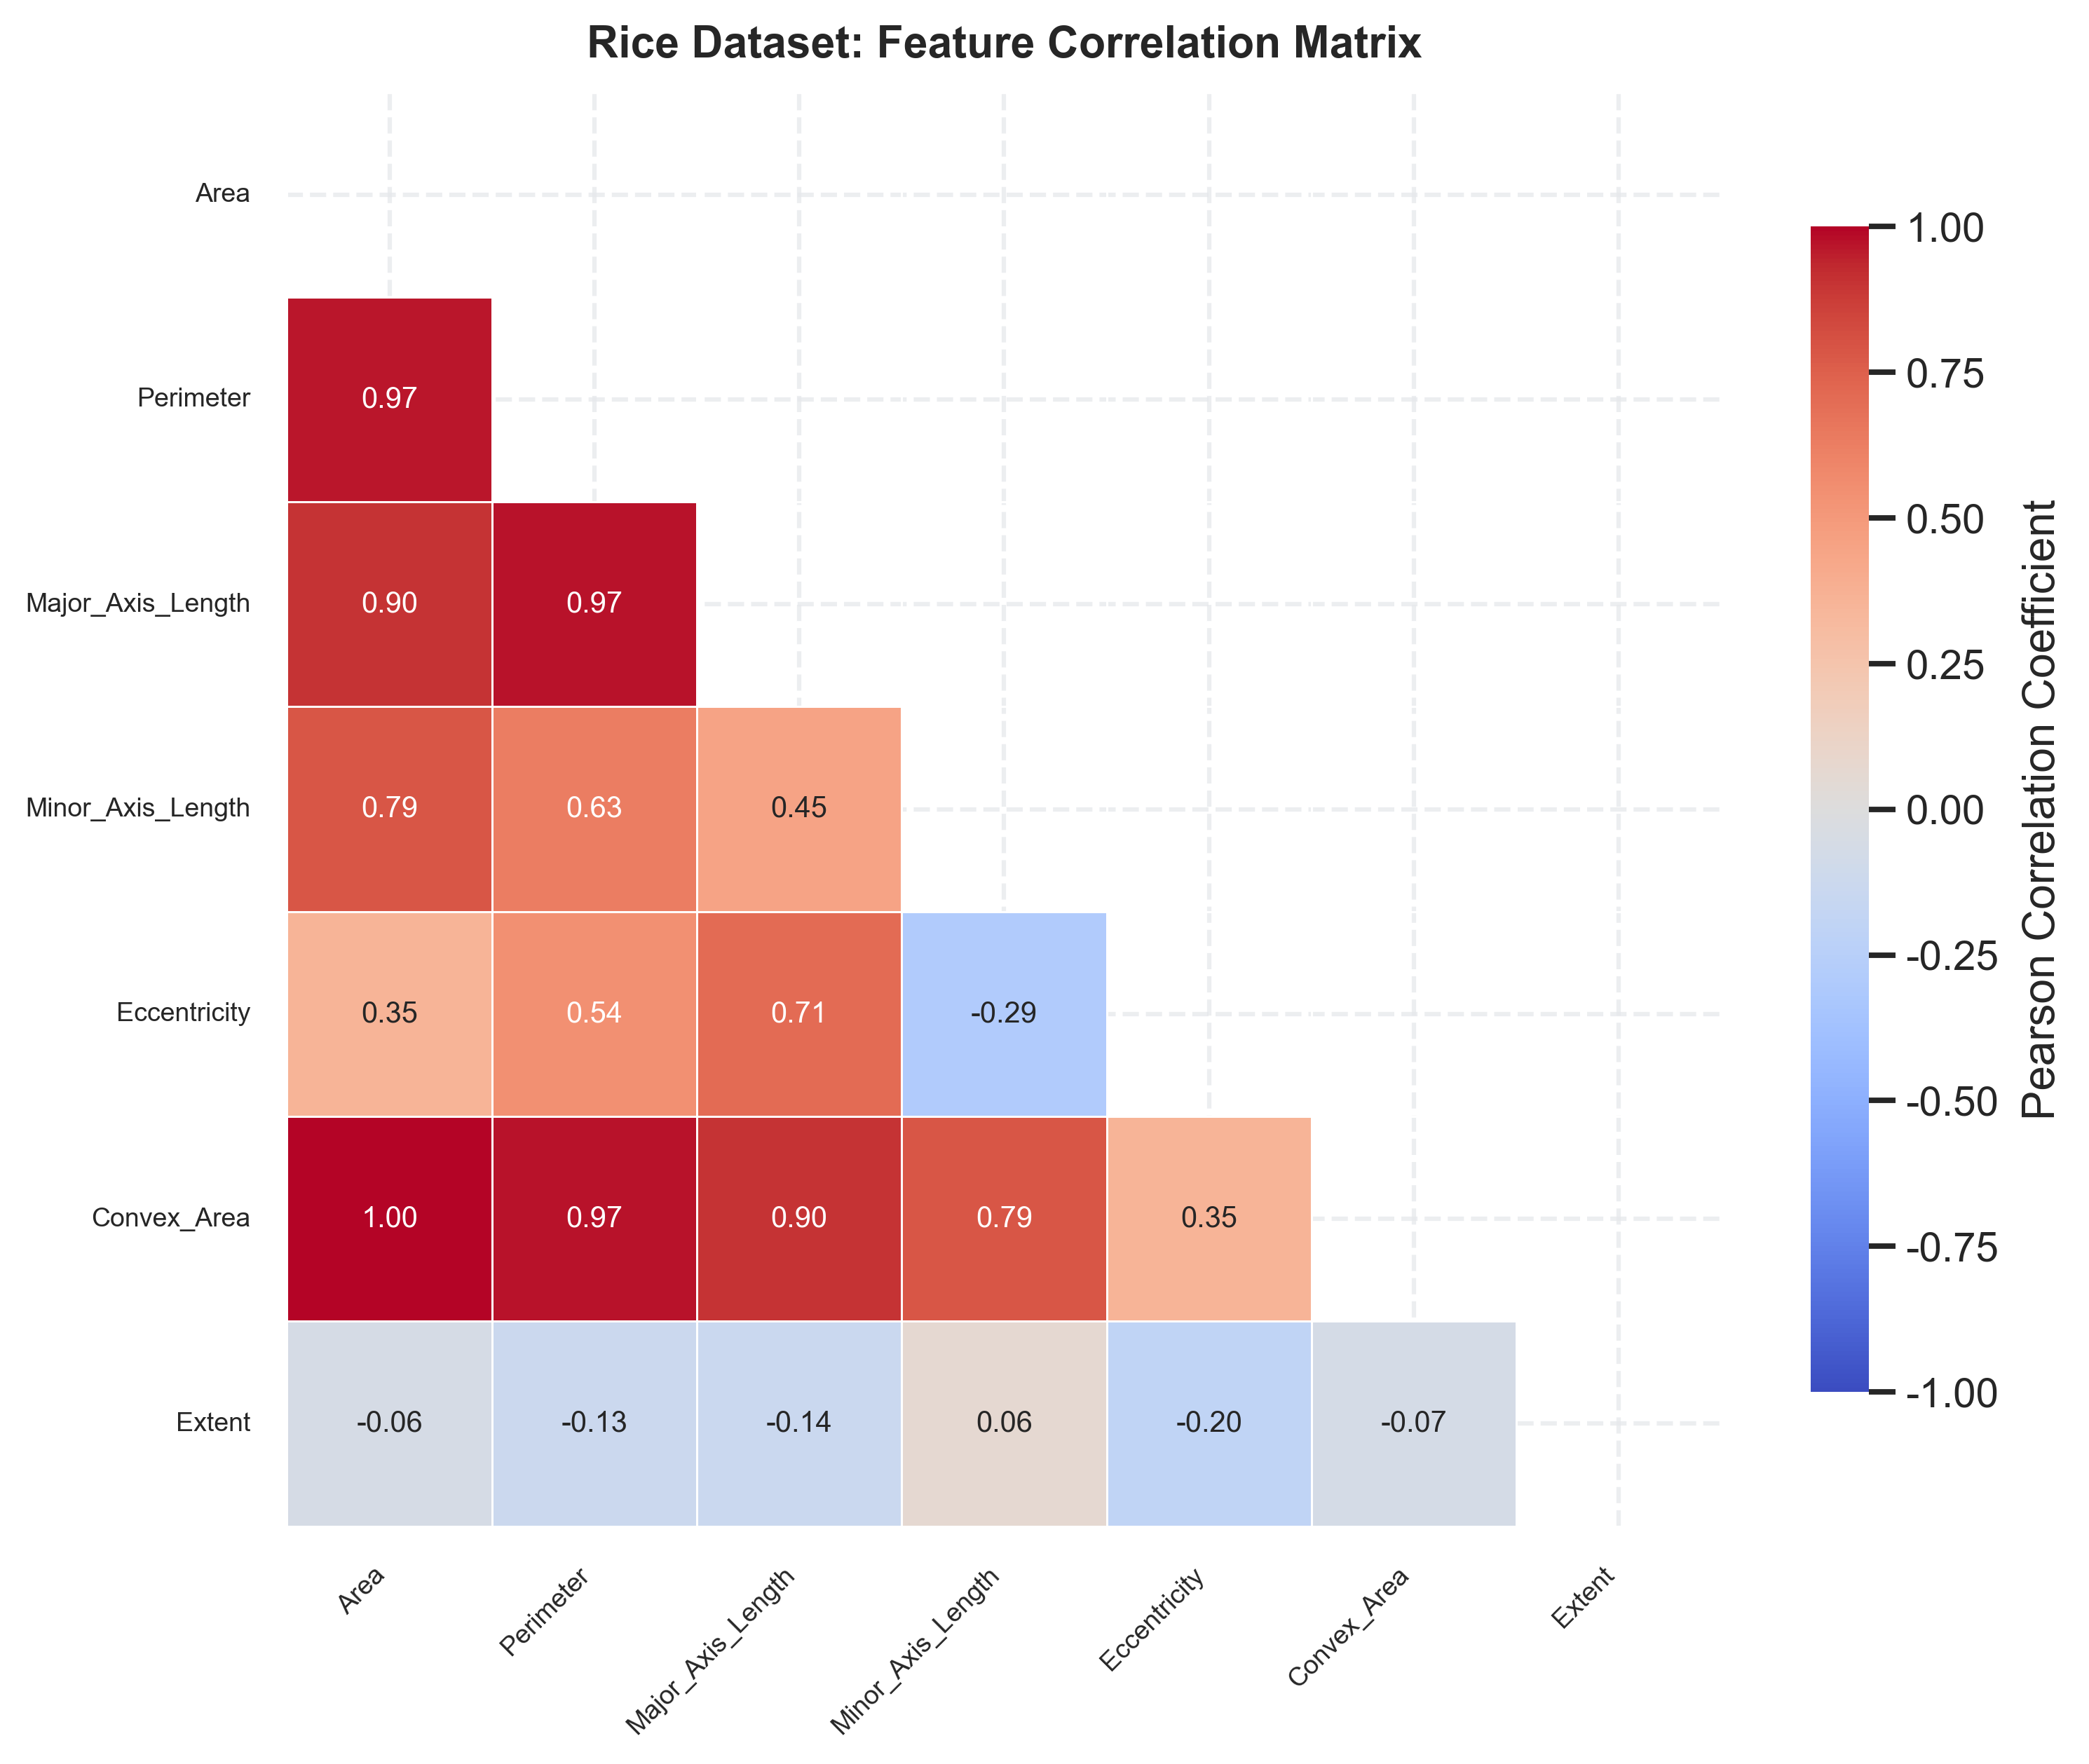 Rice Dataset: Feature Correlation Matrix
Area
Perimeter 0.97
Major_Axis_Length 0.90 0.97
Minor_Axis_Length 0.79 0.63 0.45
Eccentricity 0.35 0.54 0.71 -0.29
Convex_Area 1.00 0.97 0.90 0.79 0.35
Extent -0.06 -0.13 -0.14 0.06 -0.20 -0.07
Area Perimeter Major_Axis_Length Minor_Axis_Length Eccentricity Convex_Area Extent
1.00
0.75
0.50
0.25
0.00
-0.25
-0.50
-0.75
-1.00
Pearson Correlation Coefficient